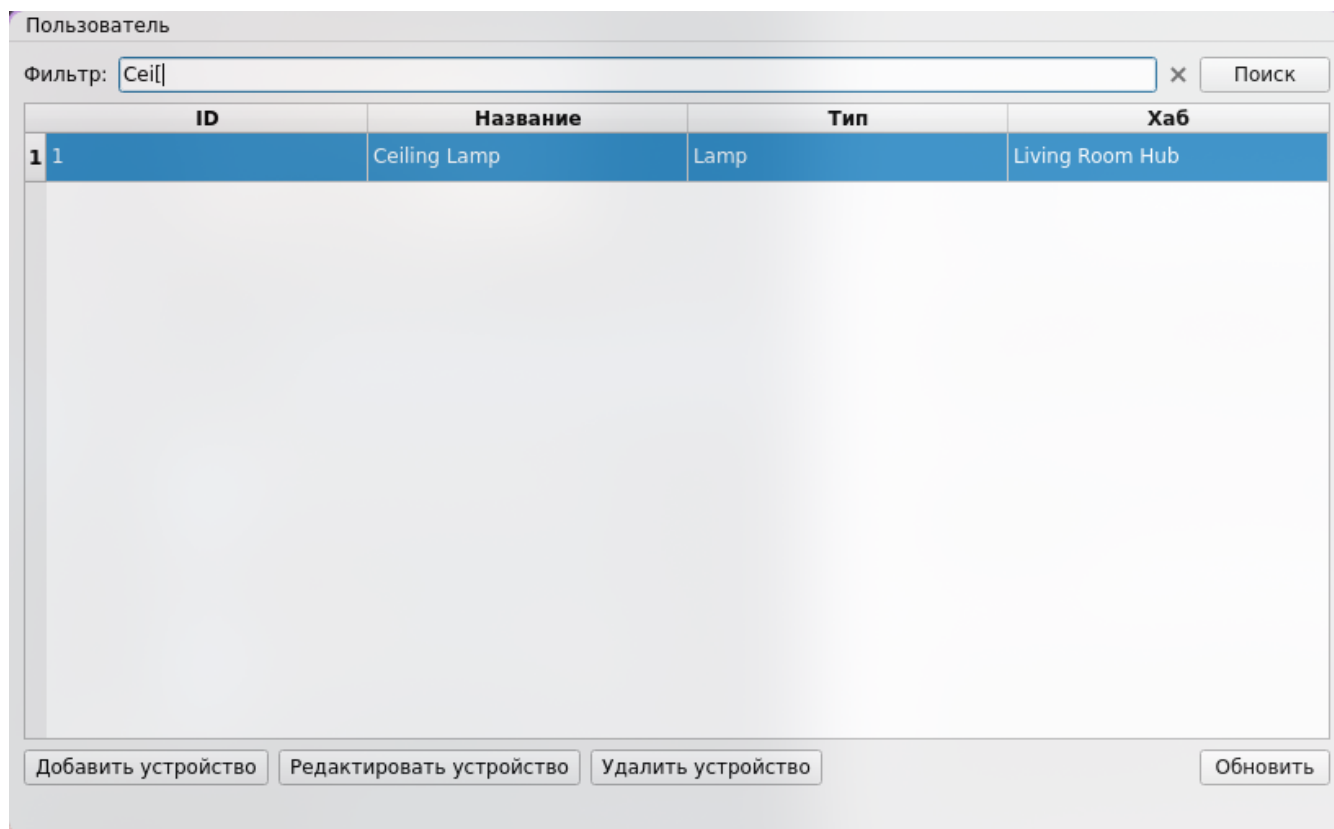 Пользователь
Фильтр: Ceil Поиск
ID Название Тип Хаб
1 1 Ceiling Lamp Lamp Living Room Hub
Добавить устройство Редактировать устройство Удалить устройство Обновить